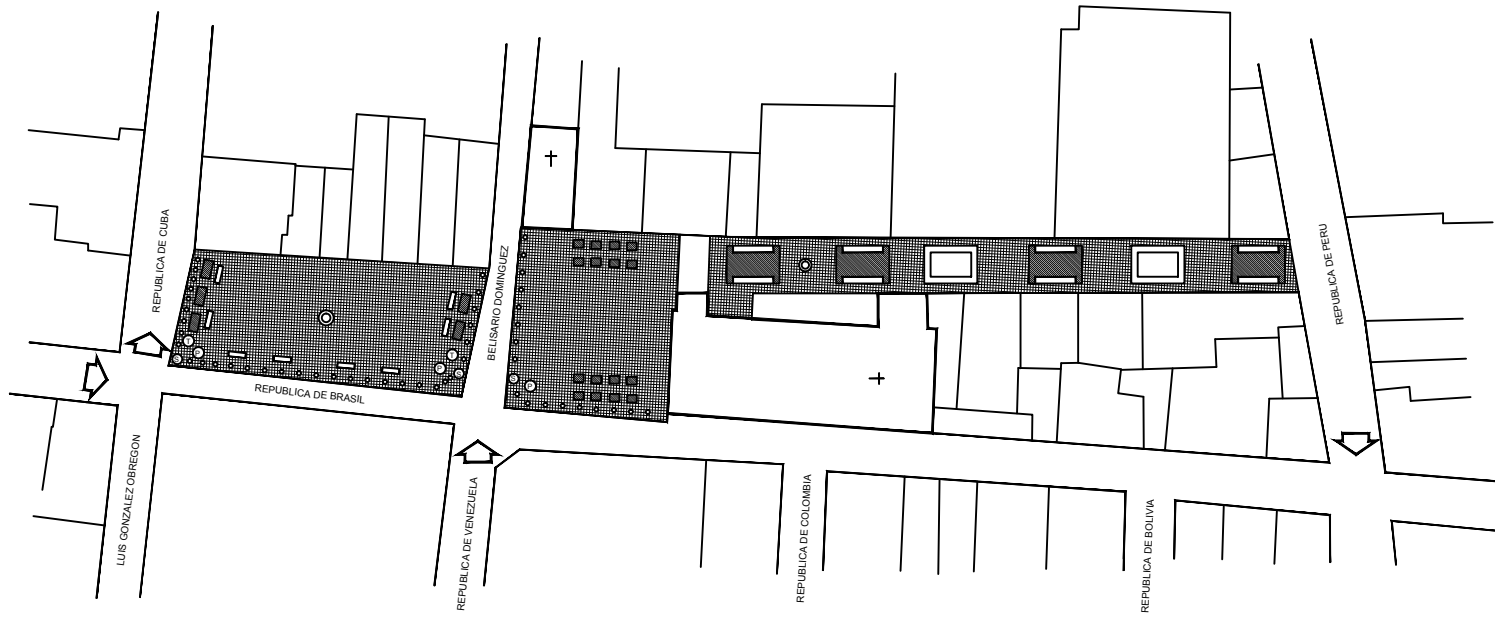 REPUBLICA DE CUBA
BELISARIO DOMINGUEZ
REPUBLICA DE PERU
REPUBLICA DE BRASIL
LUIS GONZALEZ OBREGON
REPUBLICA DE VENEZUELA
REPUBLICA DE COLOMBIA
REPUBLICA DE BOLIVIA